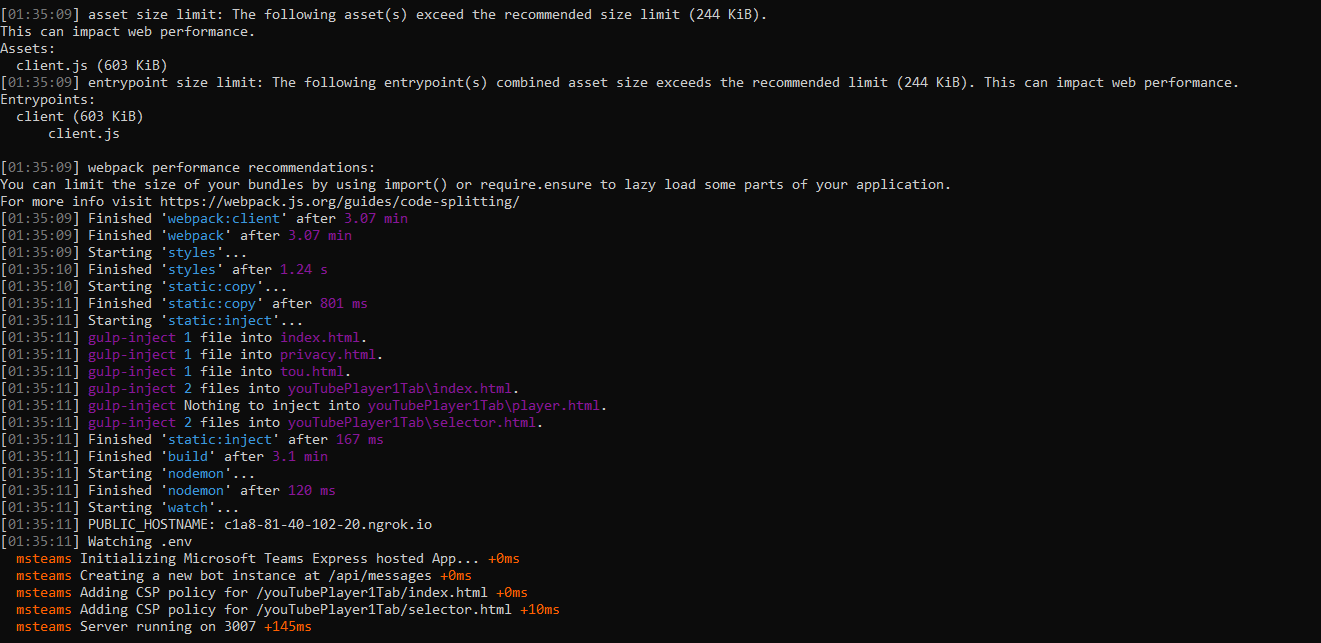 [01:35:09] asset size limit: The following asset(s) exceed the recommended size limit (244 KiB).
This can impact web performance.
Assets:
  client.js (603 KiB)
[01:35:09] entrypoint size limit: The following entrypoint(s) combined asset size exceeds the recommended limit (244 KiB). This can impact web performance.
Entrypoints:
  client (603 KiB)
      client.js
[01:35:09] webpack performance recommendations:
You can limit the size of your bundles by using import() or require.ensure to lazy load some parts of your application.
For more info visit https://webpack.js.org/guides/code-splitting/
[01:35:09] Finished 'webpack:client' after 3.07 min
[01:35:09] Finished 'webpack' after 3.07 min
[01:35:09] Starting 'styles'...
[01:35:10] Finished 'styles' after 1.24 s
[01:35:10] Starting 'static:copy'...
[01:35:11] Finished 'static:copy' after 801 ms
[01:35:11] Starting 'static:inject'...
[01:35:11] gulp-inject 1 file into index.html.
[01:35:11] gulp-inject 1 file into privacy.html.
[01:35:11] gulp-inject 1 file into tou.html.
[01:35:11] gulp-inject 2 files into youTubePlayer1Tab\index.html.
[01:35:11] gulp-inject Nothing to inject into youTubePlayer1Tab\player.html.
[01:35:11] gulp-inject 2 files into youTubePlayer1Tab\selector.html.
[01:35:11] Finished 'static:inject' after 167 ms
[01:35:11] Finished 'build' after 3.1 min
[01:35:11] Starting 'nodemon'...
[01:35:11] Finished 'nodemon' after 120 ms
[01:35:11] Starting 'watch'...
[01:35:11] PUBLIC_HOSTNAME: c1a8-81-40-102-20.ngrok.io
[01:35:11] Watching .env
  msteams Initializing Microsoft Teams Express hosted App... +0ms
  msteams Creating a new bot instance at /api/messages +0ms
  msteams Adding CSP policy for /youTubePlayer1Tab/index.html +0ms
  msteams Adding CSP policy for /youTubePlayer1Tab/selector.html +10ms
  msteams Server running on 3007 +145ms